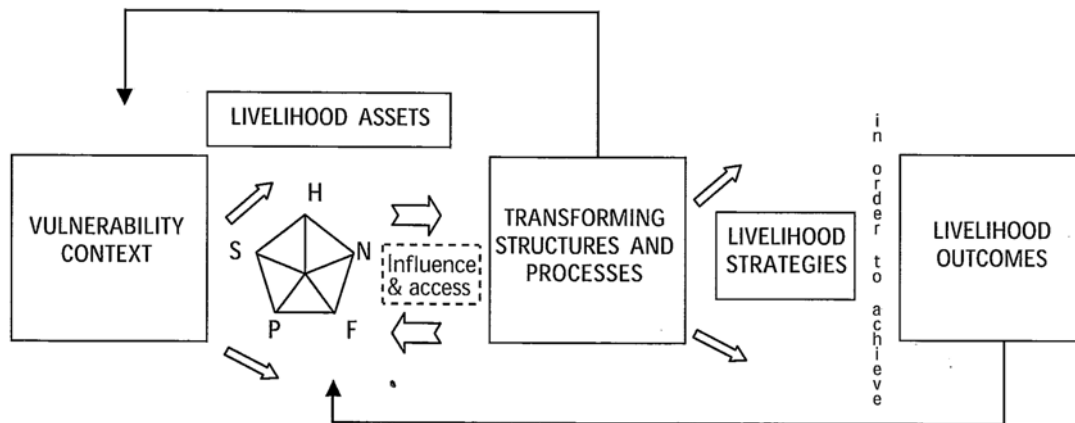 LIVELIHOOD ASSETS
VULNERABILITY
CONTEXT
H
S
N
P
F
Influence
& access
TRANSFORMING
STRUCTURES AND
PROCESSES
LIVELIHOOD
STRATEGIES
in order to achieve
LIVELIHOOD
OUTCOMES